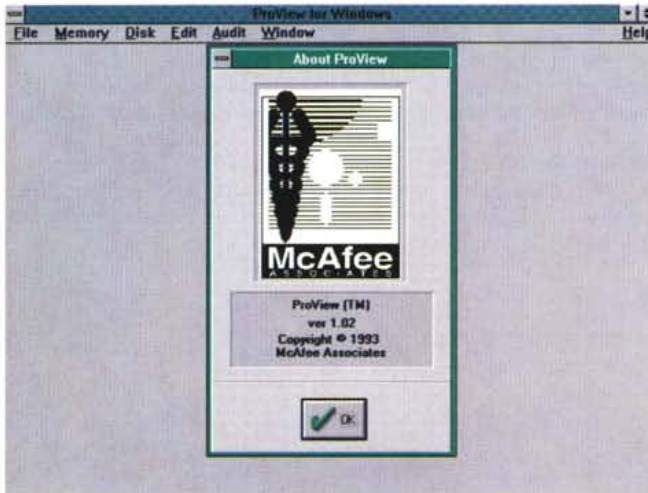 ProView for Windows
File Memory Disk Edit Audit Window Help
About ProView
McAfee
ASSOCIATES
ProView (TM)
ver 1.02
Copyright © 1993
McAfee Associates
OK